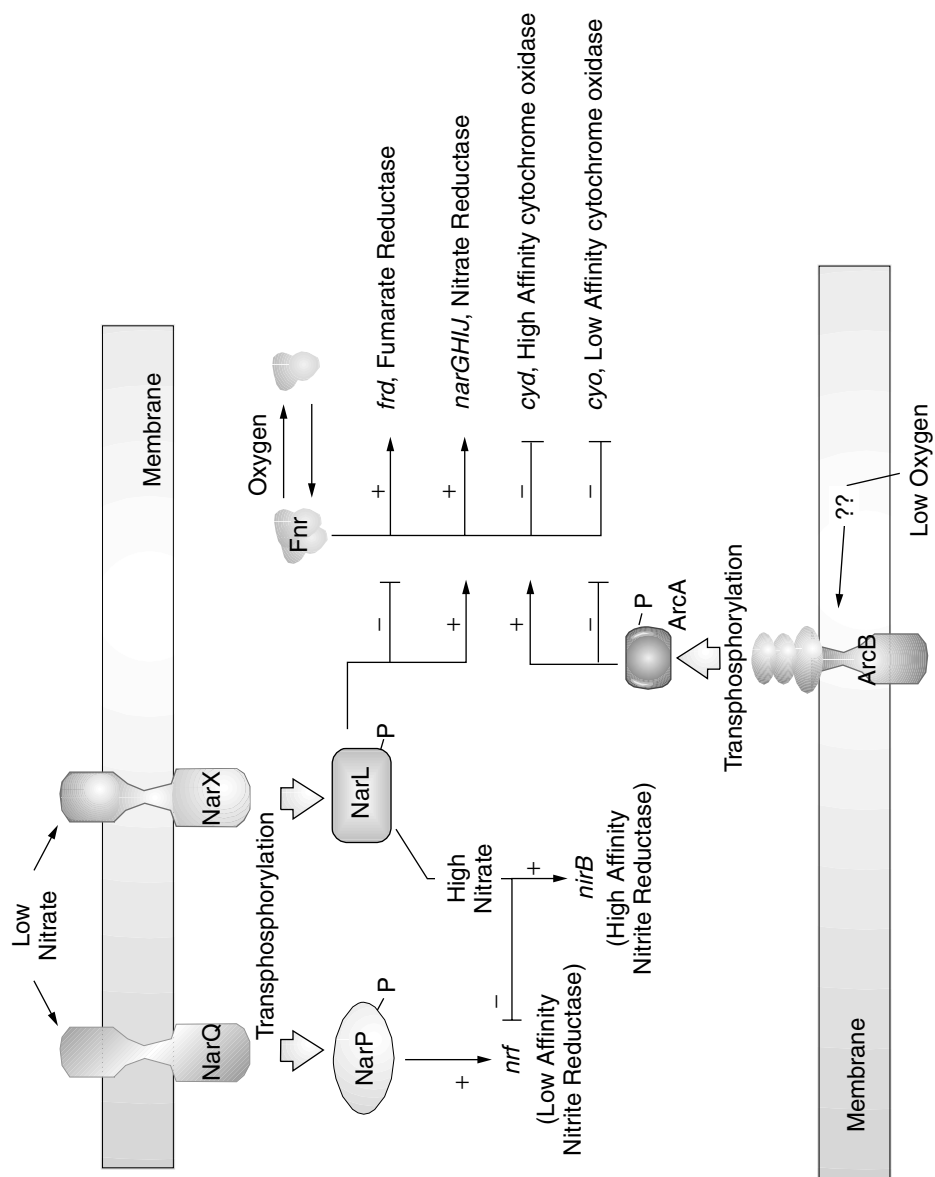 Low
Nitrate
Membrane
NarQ
NarX
Transphosphorylation
NarP
P
NarL
P
High
Nitrate
+
nrf
(Low Affinity
Nitrite Reductase)
−
+
nirB
(High Affinity
Nitrite Reductase)
Oxygen
Fnr
−
+
+
−
+
+
−
−
frd, Fumarate Reductase
narGHIJ, Nitrate Reductase
cyd, High Affinity cytochrome oxidase
cyo, Low Affinity cytochrome oxidase
P
ArcA
Transphosphorylation
ArcB
??
Low Oxygen
Membrane